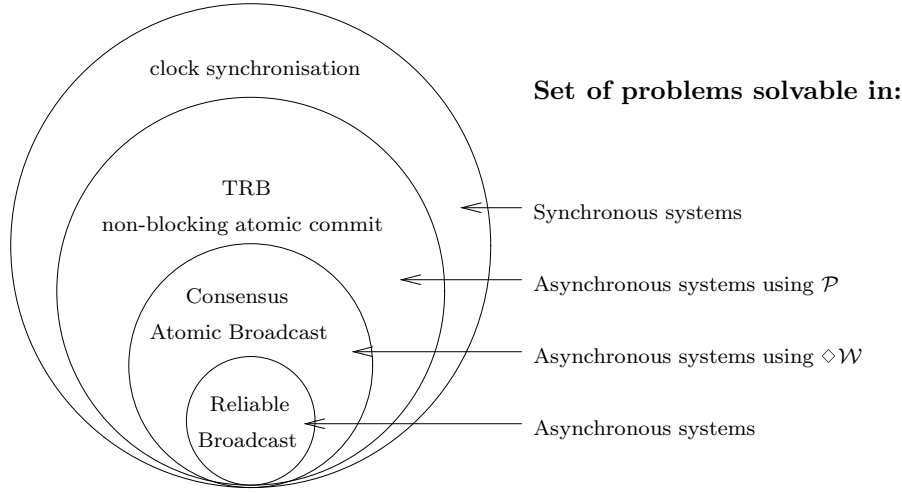 clock synchronisation
Set of problems solvable in:
TRB
non-blocking atomic commit
Synchronous systems
Asynchronous systems using 𝒫
Consensus
Atomic Broadcast
Asynchronous systems using ◇𝒲
Reliable
Broadcast
Asynchronous systems